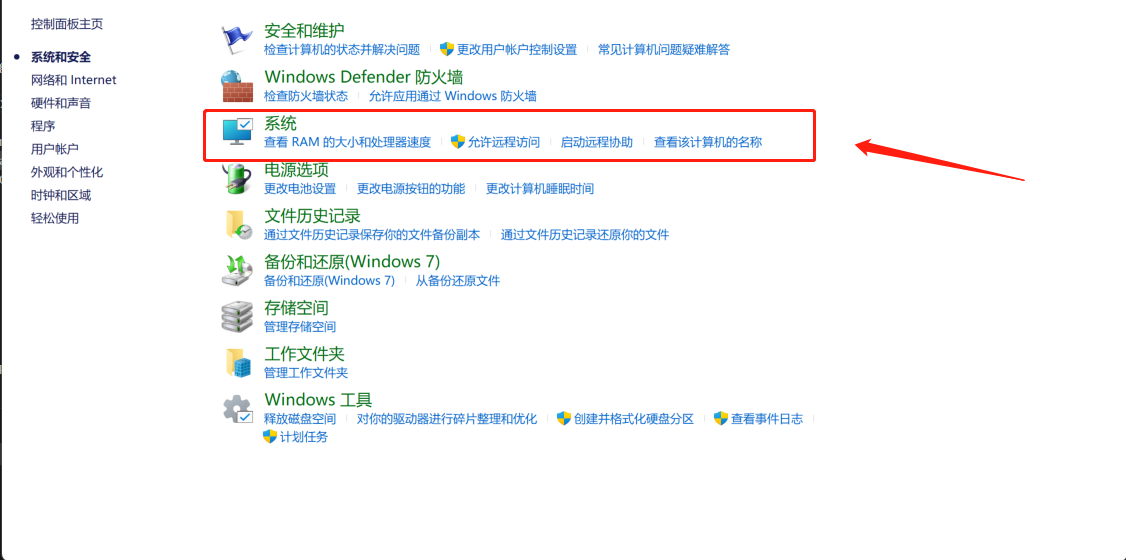 控制面板主页
系统和安全
网络和 Internet
硬件和声音
程序
用户帐户
外观和个性化
时钟和区域
轻松使用
安全和维护
检查计算机的状态并解决问题 更改用户帐户控制设置 常见计算机问题疑难解答
Windows Defender 防火墙
检查防火墙状态 允许应用通过 Windows 防火墙
系统
查看 RAM 的大小和处理器速度 允许远程访问 启动远程协助 查看该计算机的名称
电源选项
更改电池设置 更改电源按钮的功能 更改计算机睡眠时间
文件历史记录
通过文件历史记录保存你的文件备份副本 通过文件历史记录还原你的文件
备份和还原(Windows 7)
备份和还原(Windows 7) 从备份还原文件
存储空间
管理存储空间
工作文件夹
管理工作文件夹
Windows 工具
释放磁盘空间 对你的驱动器进行碎片整理和优化 创建并格式化硬盘分区 查看事件日志
计划任务